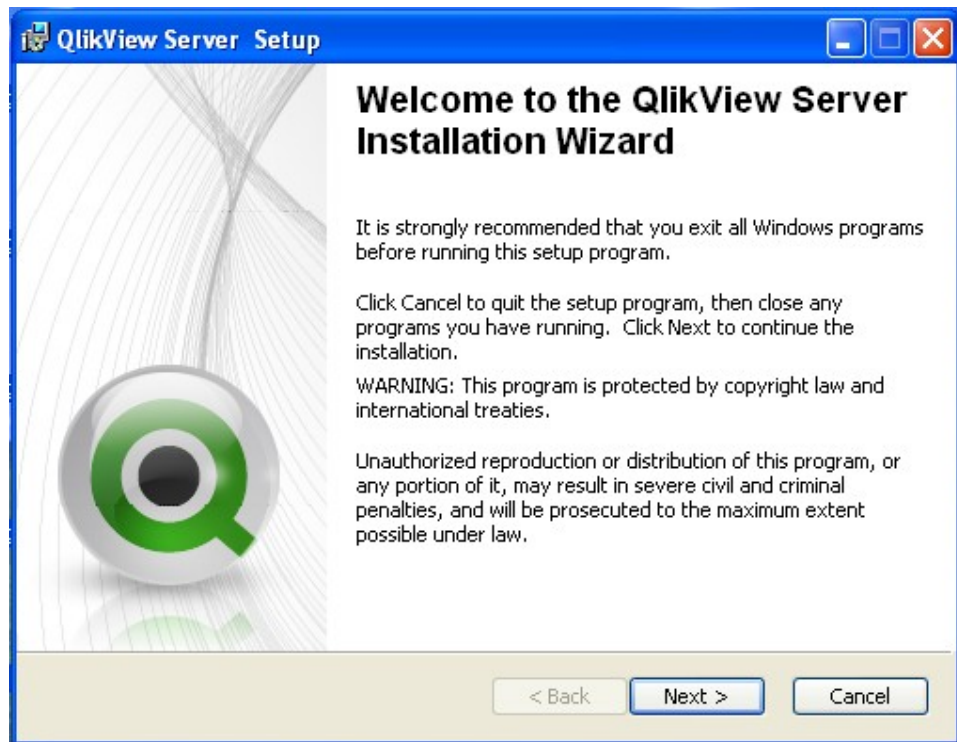 QlikView Server Setup
Welcome to the QlikView Server
Installation Wizard
It is strongly recommended that you exit all Windows programs
before running this setup program.
Click Cancel to quit the setup program, then close any
programs you have running. Click Next to continue the
installation.
WARNING: This program is protected by copyright law and
international treaties.
Unauthorized reproduction or distribution of this program, or
any portion of it, may result in severe civil and criminal
penalties, and will be prosecuted to the maximum extent
possible under law.
< Back Next > Cancel